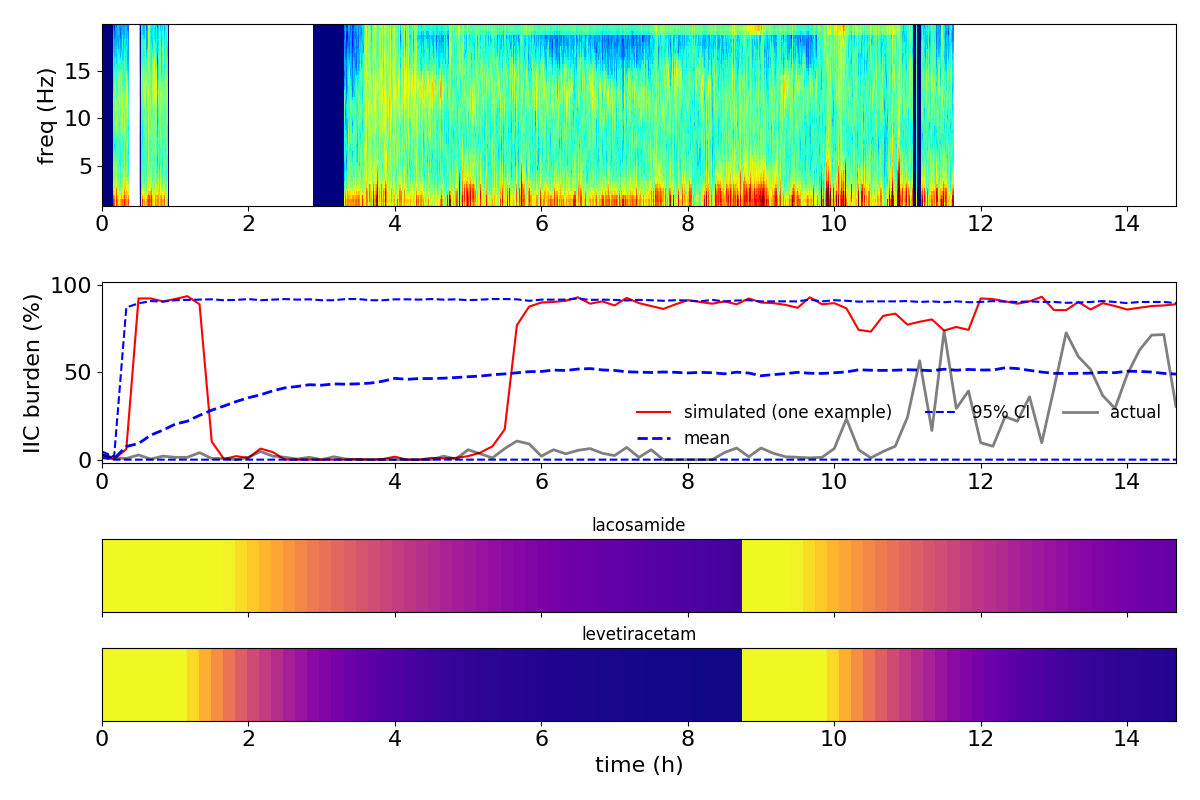 freq (Hz)
15
10
5
0 2 4 6 8 10 12 14
IIC burden (%)
100
50
0
simulated (one example) 95% CI actual
mean
0 2 4 6 8 10 12 14
lacosamide
levetiracetam
0 2 4 6 8 10 12 14
time (h)